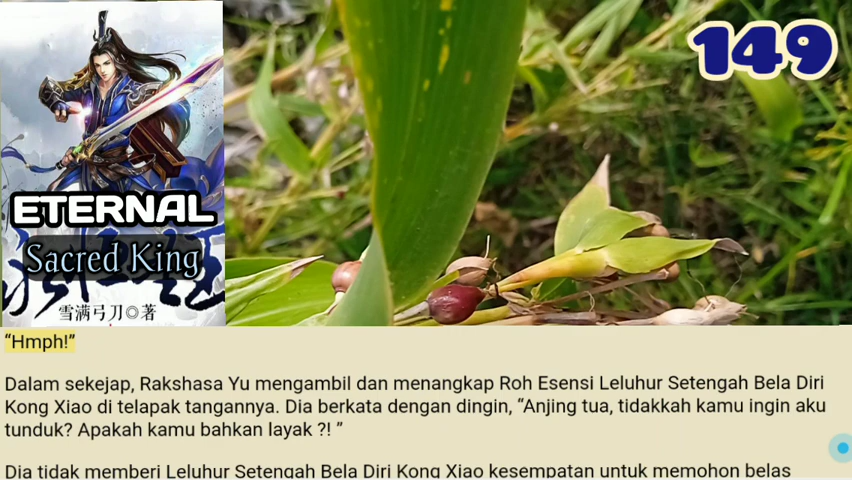 149
ETERNAL
Sacred King
雪满弓刀◎著
“Hmph!”
Dalam sekejap, Rakshasa Yu mengambil dan menangkap Roh Esensi Leluhur Setengah Bela Diri
Kong Xiao di telapak tangannya. Dia berkata dengan dingin, “Anjing tua, tidakkah kamu ingin aku
tunduk? Apakah kamu bahkan layak ?! ”
Dia tidak memberi Leluhur Setengah Bela Diri Kong Xiao kesempatan untuk memohon belas